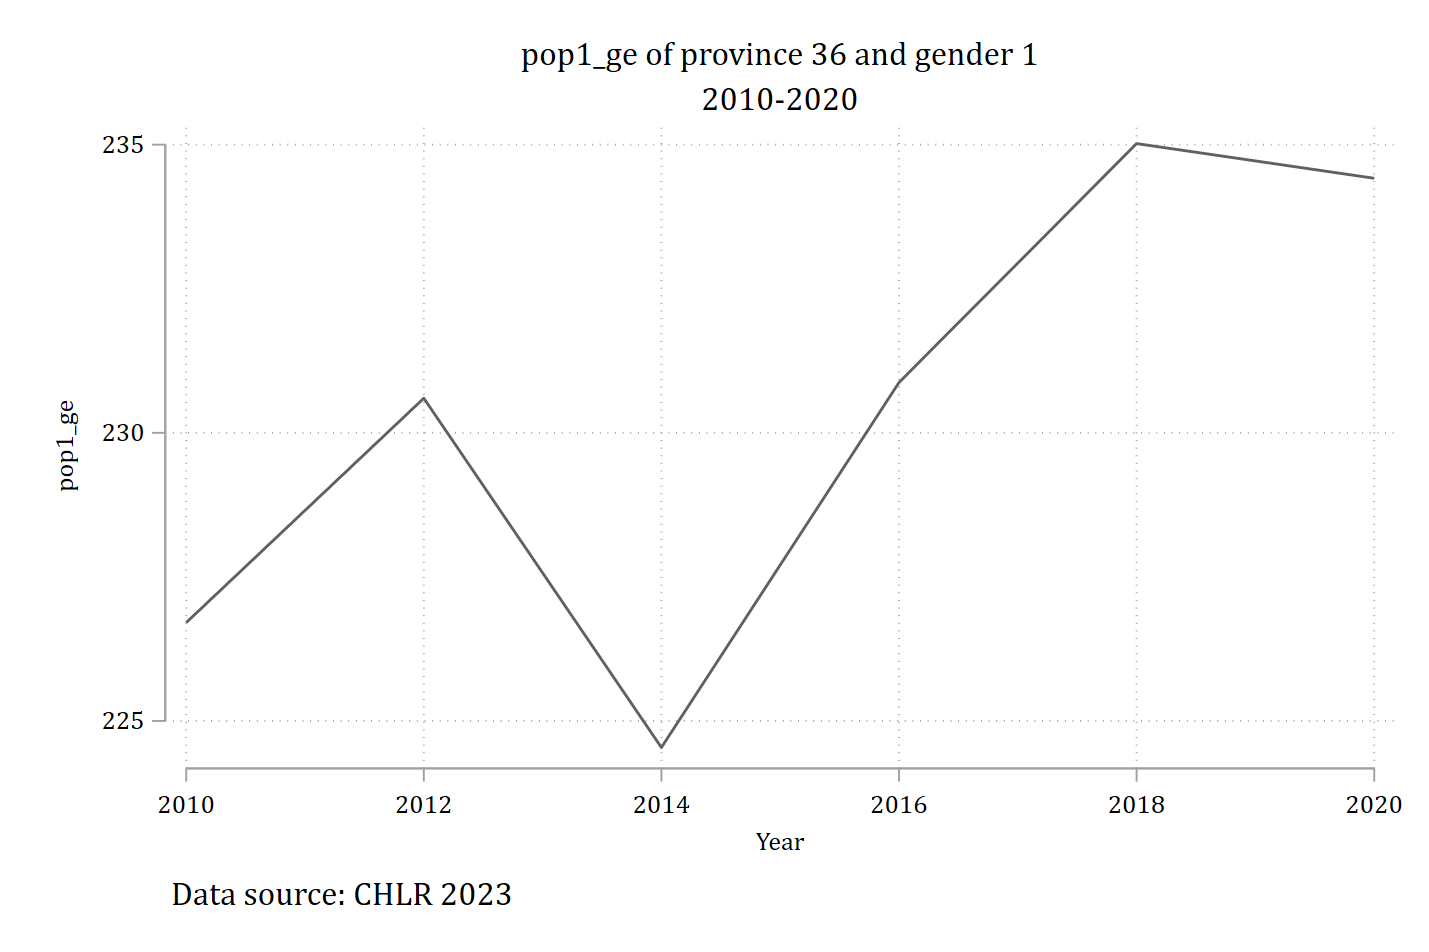 pop1_ge of province 36 and gender 1
2010-2020
235
230
225
pop1_ge
2010 2012 2014 2016 2018 2020
Year
Data source: CHLR 2023